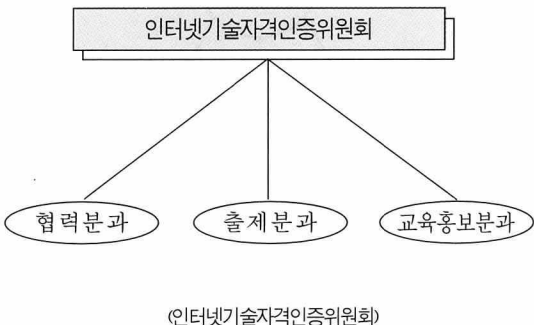 인터넷기술자격인증위원회
협력분과 출제분과 교육홍보분과
(인터넷기술자격인증위원회)